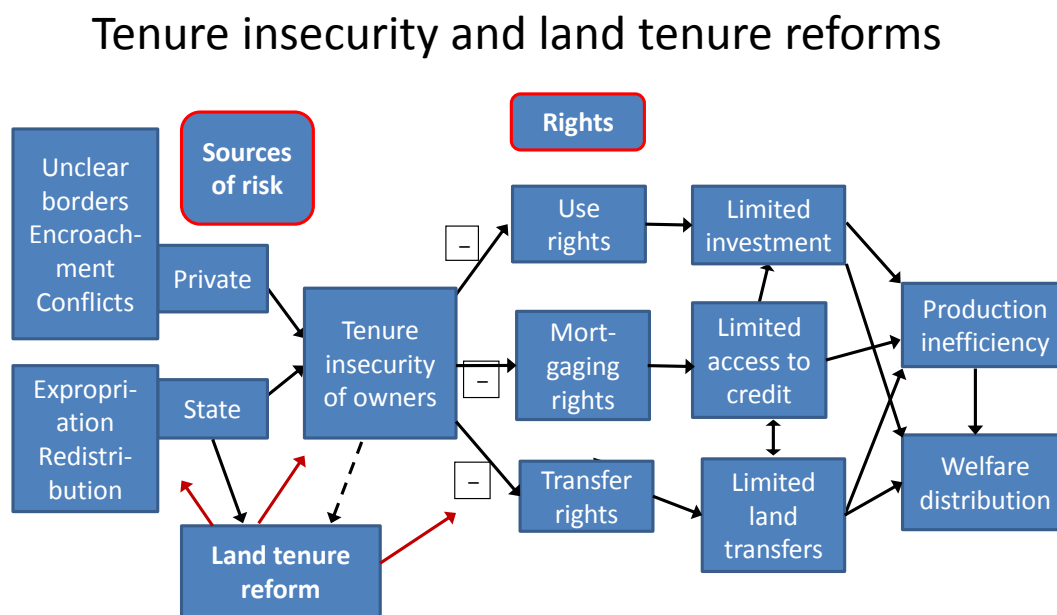 Tenure insecurity and land tenure reforms
Unclear
borders
Encroach-
ment
Conflicts
Sources
of risk
Private
Expropri-
ation
Redistri-
bution
State
Tenure
insecurity
of owners
Land tenure
reform
Rights
–
–
–
Use
rights
Mort-
gaging
rights
Transfer
rights
Limited
investment
Limited
access to
credit
Limited
land
transfers
Production
inefficiency
Welfare
distribution